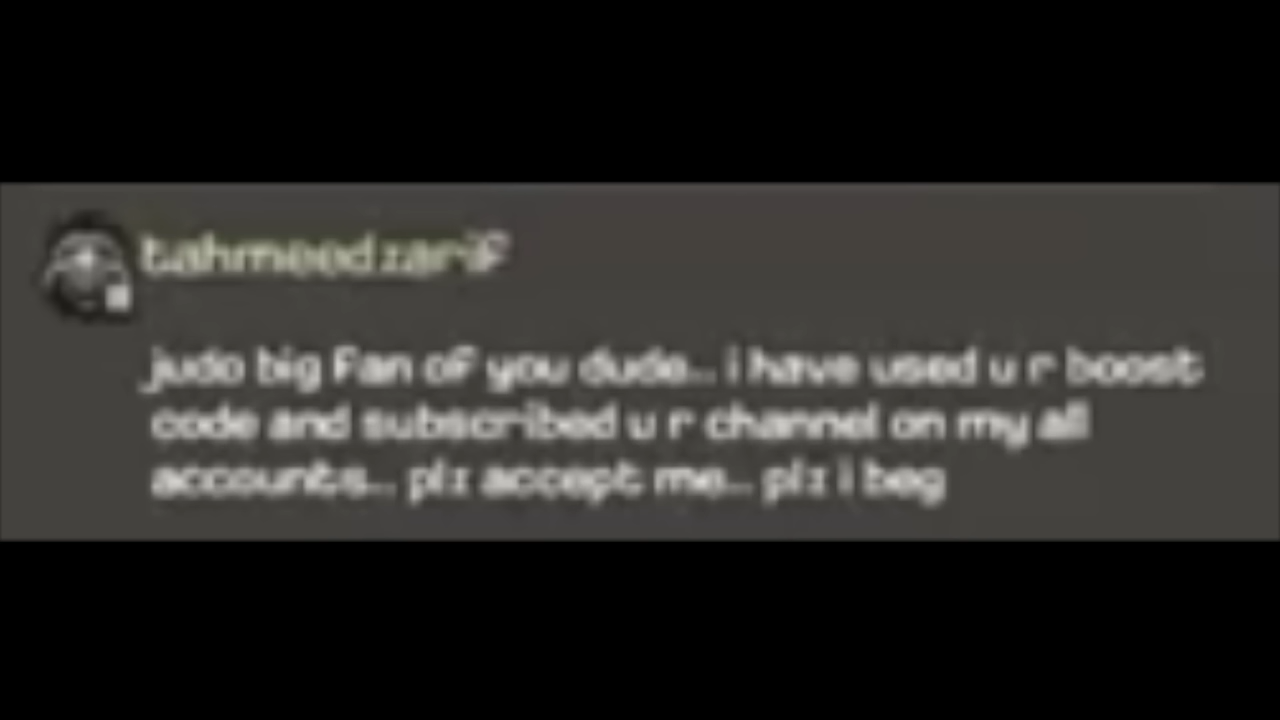 tahmeedzarif
judo big fan of you dude.. i have used u r boost
code and subscribed u r channel on my all
accounts.. plz accept me.. plz i beg